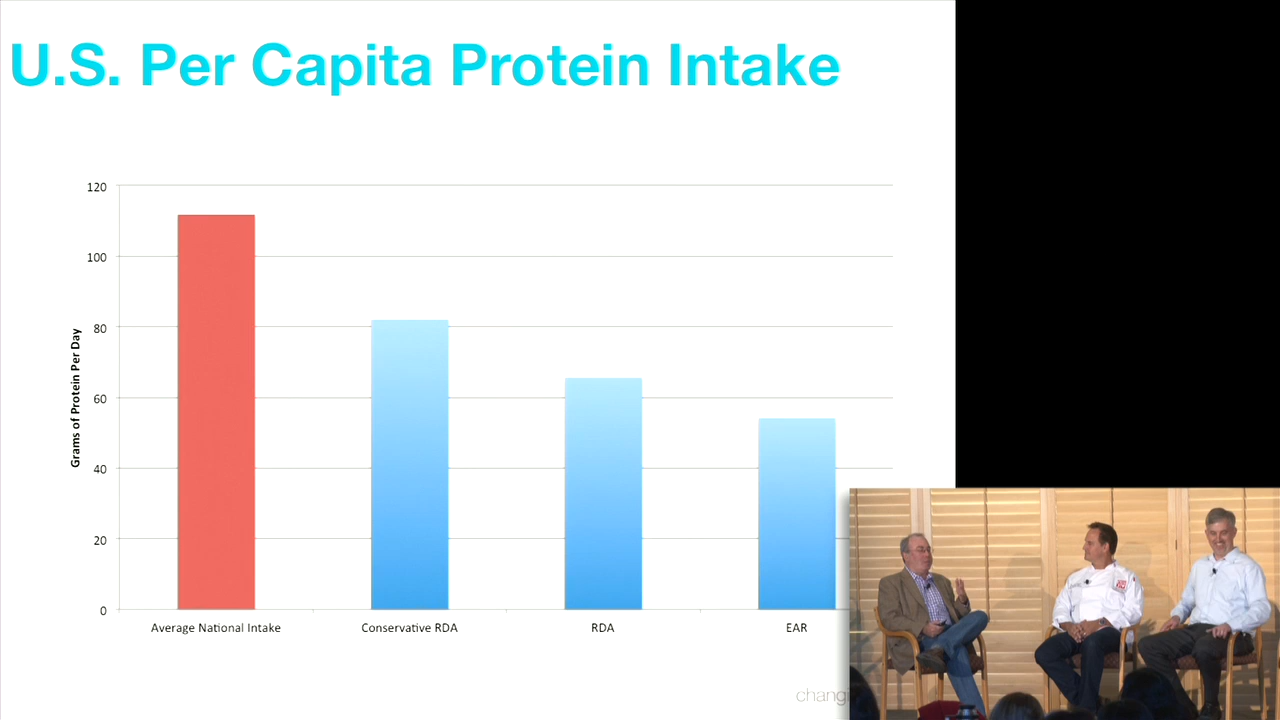 U.S. Per Capita Protein Intake
120
100
80
60
40
20
0
Grams of Protein Per Day
Average National Intake
Conservative RDA
RDA
EAR